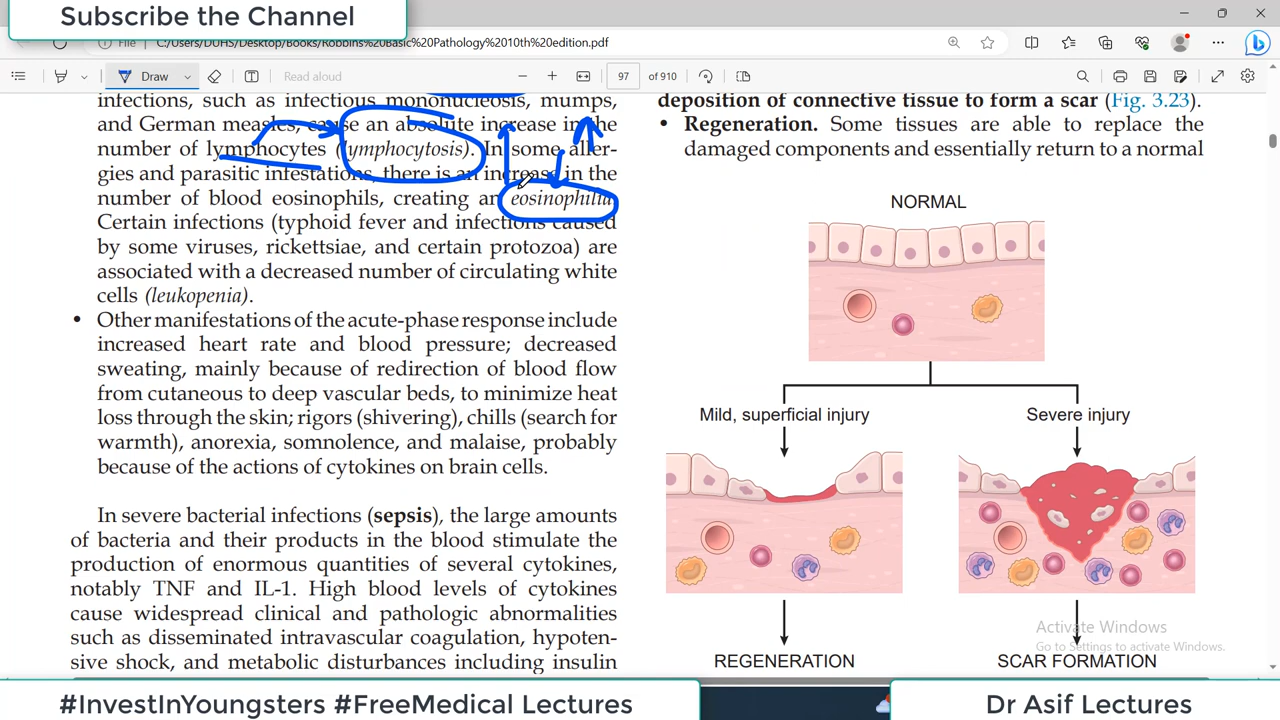 Subscribe the Channel
File
C:/Users/DUHS/Desktop/Books/Robbins%20Basic%20Pathology%2010th%20edition.pdf
Draw
Read aloud
97
of 910
infections, such as infectious mononucleosis, mumps,
and German measles, cause an absolute increase in the
number of lymphocytes (lymphocytosis). In some aller-
gies and parasitic infestations, there is an increase in the
number of blood eosinophils, creating an eosinophilia
Certain infections (typhoid fever and infections caused
by some viruses, rickettsiae, and certain protozoa) are
associated with a decreased number of circulating white
cells (leukopenia).
• Other manifestations of the acute-phase response include
increased heart rate and blood pressure; decreased
sweating, mainly because of redirection of blood flow
from cutaneous to deep vascular beds, to minimize heat
loss through the skin; rigors (shivering), chills (search for
warmth), anorexia, somnolence, and malaise, probably
because of the actions of cytokines on brain cells.
In severe bacterial infections (sepsis), the large amounts
of bacteria and their products in the blood stimulate the
production of enormous quantities of several cytokines,
notably TNF and IL-1. High blood levels of cytokines
cause widespread clinical and pathologic abnormalities
such as disseminated intravascular coagulation, hypoten-
sive shock, and metabolic disturbances including insulin
deposition of connective tissue to form a scar (Fig. 3.23).
• Regeneration. Some tissues are able to replace the
damaged components and essentially return to a normal
NORMAL
Mild, superficial injury
Severe injury
REGENERATION
SCAR FORMATION
Activate Windows
Go to Settings to activate Windows.
#InvestInYoungsters #FreeMedical Lectures
Dr Asif Lectures